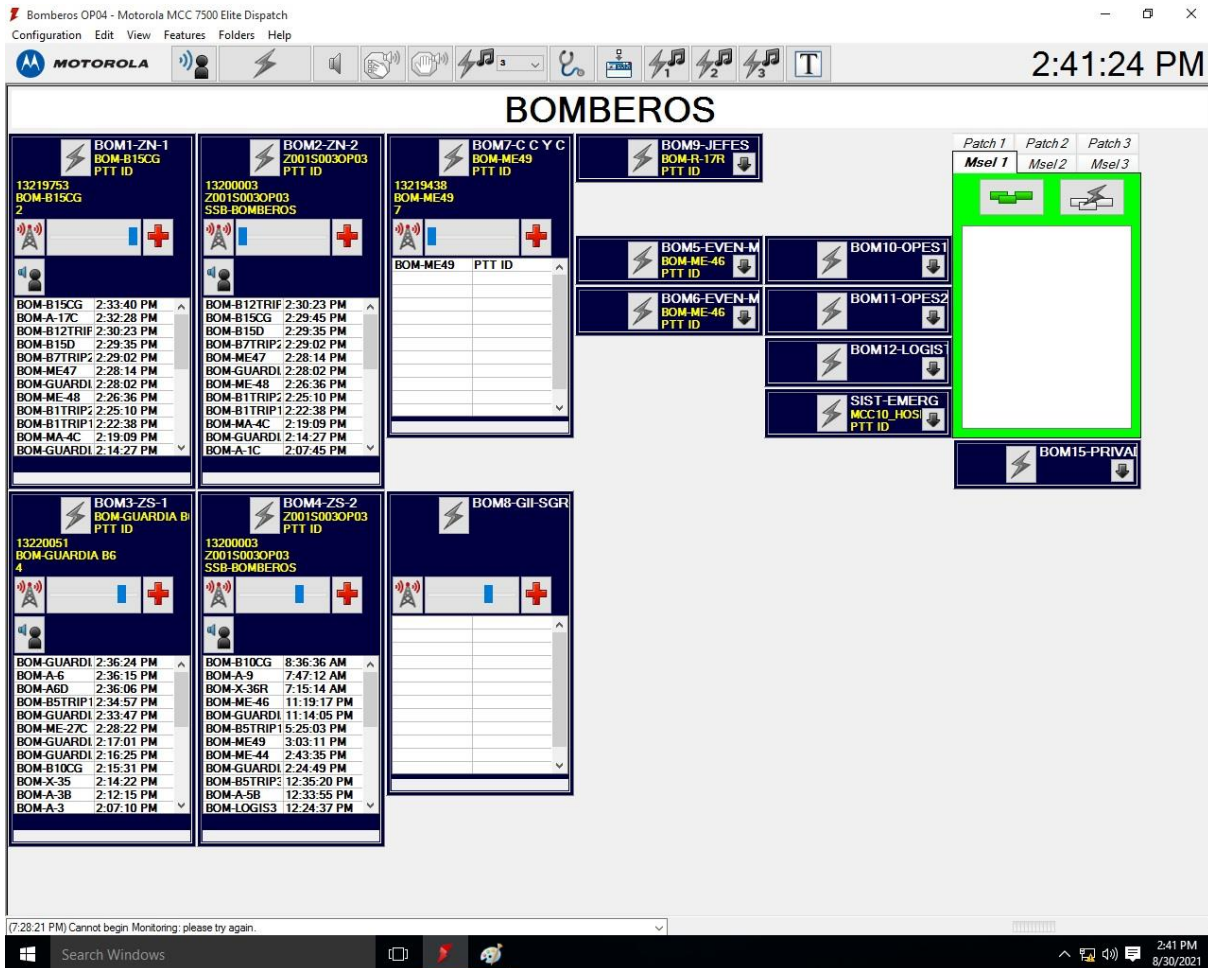 Bomberos OP04 - Motorola MCC 7500 Elite Dispatch
Configuration Edit View Features Folders Help
MOTOROLA
3
1
2
3
T
2:41:24 PM
BOMBEROS
BOM1-ZN-1
BOM-B15CG
PTT ID
13219753
BOM-B15CG
2
BOM-B15CG 2:33:40 PM
BOM-A-17C 2:32:28 PM
BOM-B12TRIF 2:30:23 PM
BOM-B15D 2:29:35 PM
BOM-B7TRIP2 2:29:02 PM
BOM-ME47 2:28:14 PM
BOM-GUARDI. 2:28:02 PM
BOM-ME-48 2:26:36 PM
BOM-B1TRIP2 2:25:10 PM
BOM-B1TRIP1 2:22:38 PM
BOM-MA-4C 2:19:09 PM
BOM-GUARDI. 2:14:27 PM
BOM2-ZN-2
Z001S003OP03
PTT ID
13200003
Z001S003OP03
SSB-BOMBEROS
BOM-B12TRIF 2:30:23 PM
BOM-B15CG 2:29:45 PM
BOM-B15D 2:29:35 PM
BOM-B7TRIP2 2:29:02 PM
BOM-ME47 2:28:14 PM
BOM-GUARDI. 2:28:02 PM
BOM-ME-48 2:26:36 PM
BOM-B1TRIP2 2:25:10 PM
BOM-B1TRIP1 2:22:38 PM
BOM-MA-4C 2:19:09 PM
BOM-GUARDI. 2:14:27 PM
BOM-A-1C 2:07:45 PM
BOM7-C C Y C
BOM-ME49
PTT ID
13219438
BOM-ME49
7
BOM-ME49 PTT ID
BOM9-JEFES
BOM-R-17R
PTT ID
BOM5-EVEN-M
BOM-ME-46
PTT ID
BOM6-EVEN-M
BOM-ME-46
PTT ID
BOM10-OPES1
BOM11-OPES2
BOM12-LOGIS1
SIST-EMERG
MCC10_HOSI
PTT ID
Patch 1 Patch 2 Patch 3
Msel 1 Msel 2 Msel 3
BOM15-PRIVAI
BOM3-ZS-1
BOM-GUARDIA B
PTT ID
13220051
BOM-GUARDIA B6
4
BOM-GUARDI. 2:36:24 PM
BOM-A-6 2:36:15 PM
BOM-A6D 2:36:06 PM
BOM-B5TRIP1 2:34:57 PM
BOM-GUARDI. 2:33:47 PM
BOM-ME-27C 2:28:22 PM
BOM-GUARDI. 2:17:01 PM
BOM-GUARDI. 2:16:25 PM
BOM-B10CG 2:15:31 PM
BOM-X-35 2:14:22 PM
BOM-A-3B 2:12:15 PM
BOM-A-3 2:07:10 PM
BOM4-ZS-2
Z001S003OP03
PTT ID
13200003
Z001S003OP03
SSB-BOMBEROS
BOM-B10CG 8:36:36 AM
BOM-A-9 7:47:12 AM
BOM-X-36R 7:15:14 AM
BOM-ME-46 11:19:17 PM
BOM-GUARDI. 11:14:05 PM
BOM-B5TRIP1 5:25:03 PM
BOM-ME49 3:03:11 PM
BOM-ME-44 2:43:35 PM
BOM-GUARDI. 2:24:49 PM
BOM-B5TRIP3 12:35:20 PM
BOM-A-5B 12:33:55 PM
BOM-LOGIS3 12:24:37 PM
BOM8-GII-SGR
(7:28:21 PM) Cannot begin Monitoring: please try again.
Search Windows
2:41 PM
8/30/2021